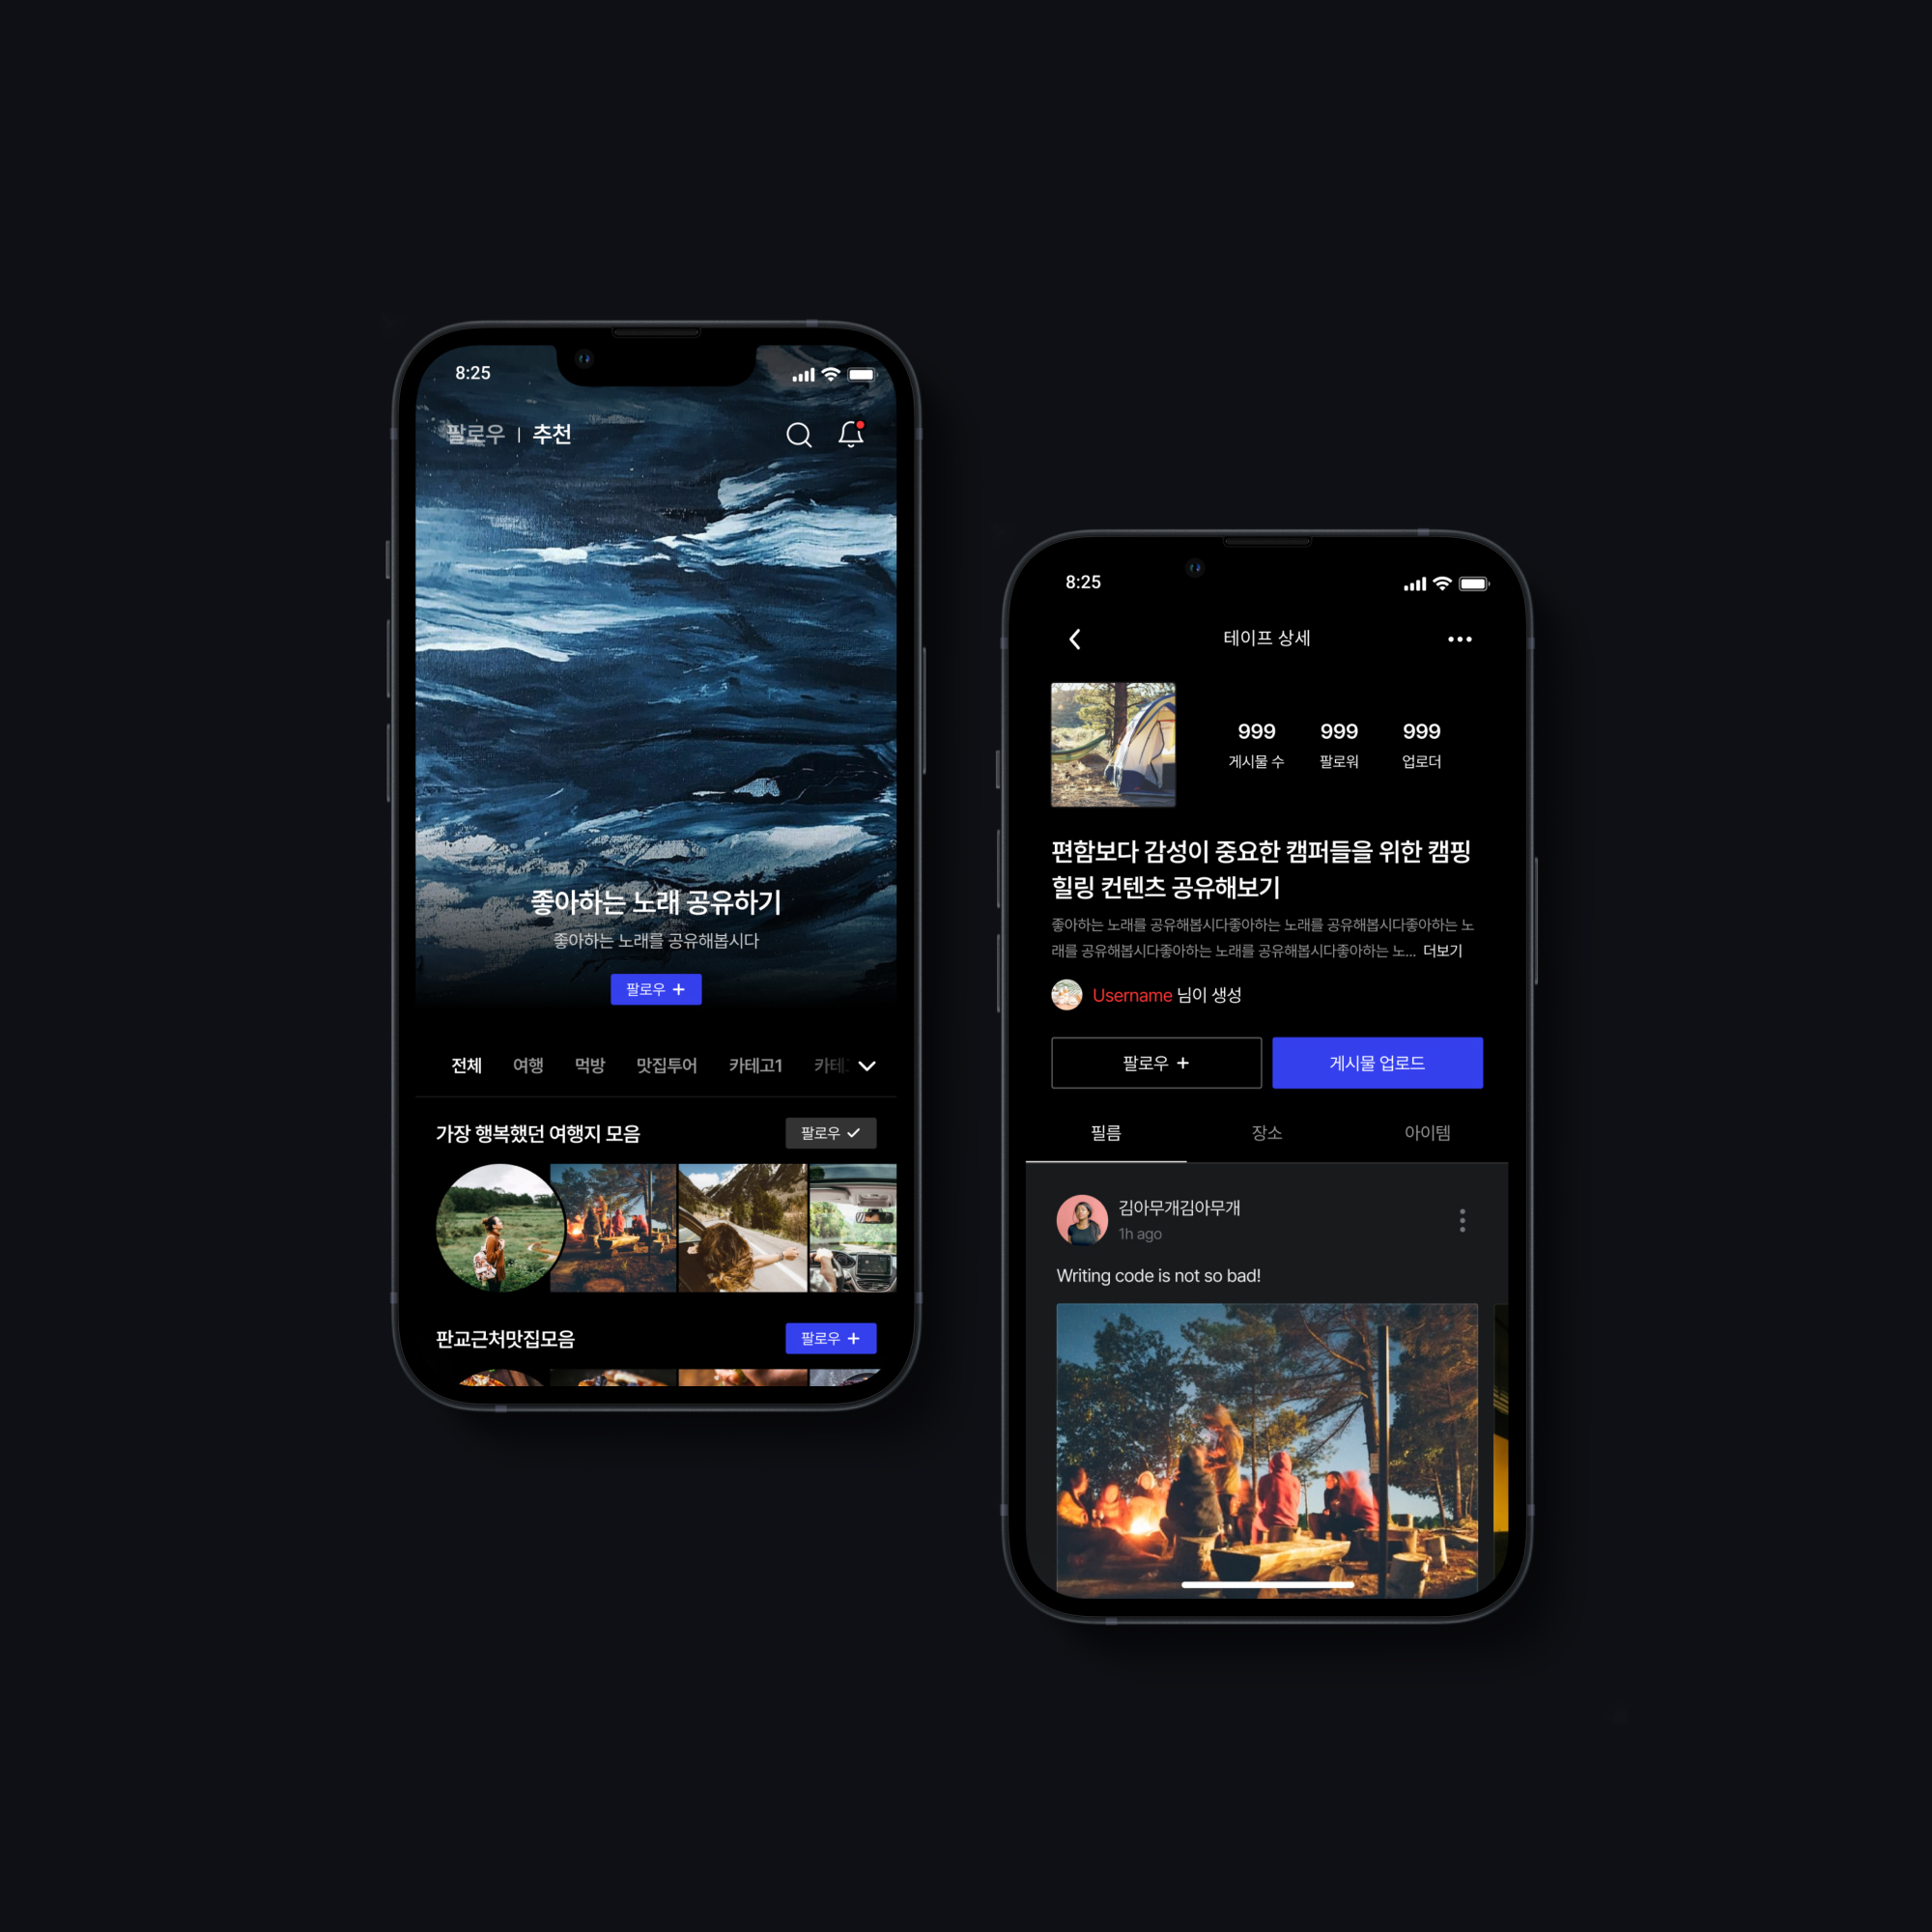 8:25
팔로우 | 추천
좋아하는 노래 공유하기
좋아하는 노래를 공유해봅시다
팔로우 +
전체 여행 먹방 맛집투어 카테고1 카테
가장 행복했던 여행지 모음 팔로우
판교근처맛집모음 팔로우 +
8:25
테이프 상세
999 999 999
게시물 수 팔로워 업로더
편함보다 감성이 중요한 캠퍼들을 위한 캠핑
힐링 컨텐츠 공유해보기
좋아하는 노래를 공유해봅시다좋아하는 노래를 공유해봅시다좋아하는 노
래를 공유해봅시다좋아하는 노래를 공유해봅시다좋아하는 노... 더보기
Username 님이 생성
팔로우 + 게시물 업로드
필름 장소 아이템
김아무개김아무개
1h ago
Writing code is not so bad!